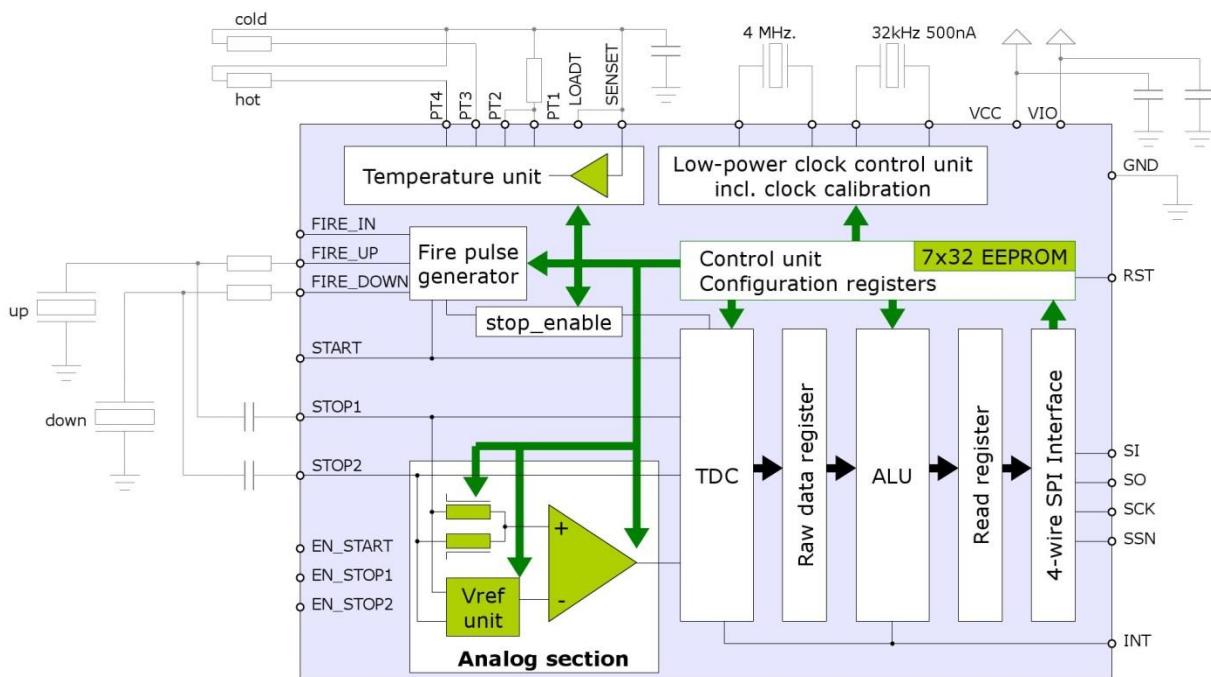 cold
hot
4 MHz.
32kHz 500nA
PT4
PT3
PT2
PT1
LOADT
SENSET
VCC
VIO
GND
Temperature unit
Low-power clock control unit
incl. clock calibration
FIRE_IN
FIRE_UP
FIRE_DOWN
Fire pulse
generator
Control unit
Configuration registers
7x32 EEPROM
RST
up
down
stop_enable
START
STOP1
STOP2
EN_START
EN_STOP1
EN_STOP2
+
-
Vref
unit
Analog section
TDC
Raw data register
ALU
Read register
4-wire SPI Interface
SI
SO
SCK
SSN
INT